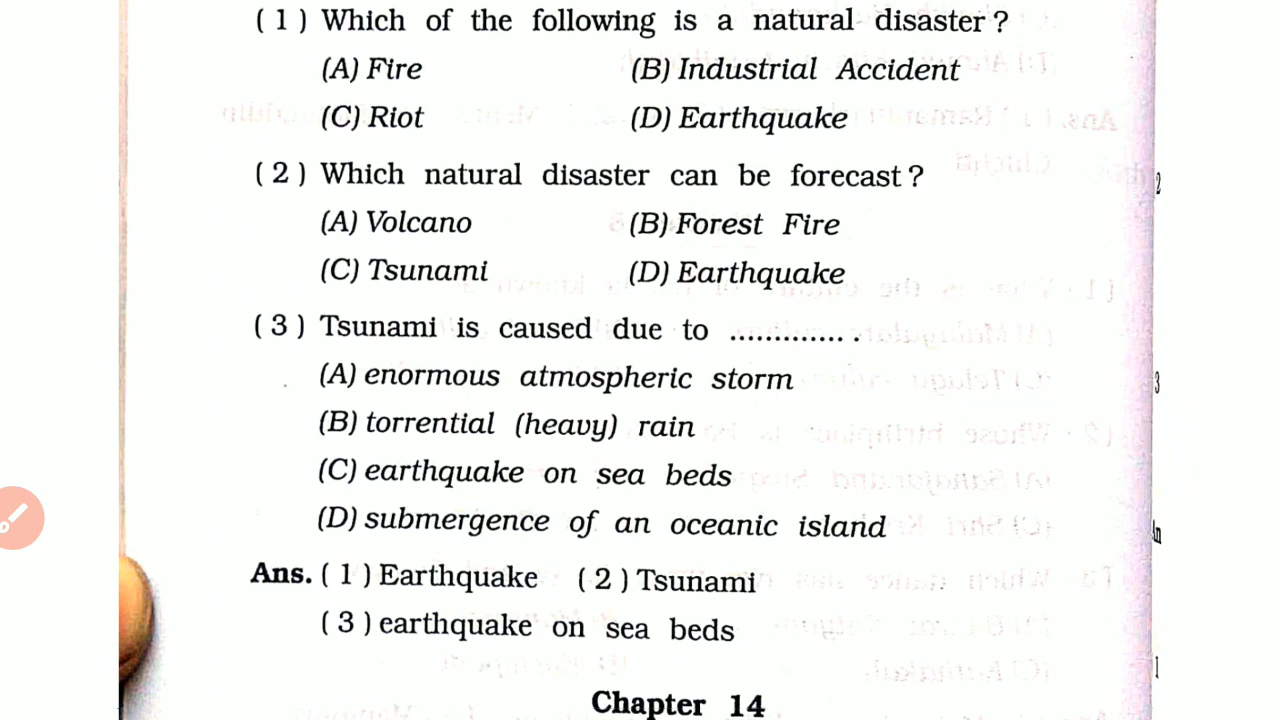 ( 1 ) Which of the following is a natural disaster ?
(A) Fire (B) Industrial Accident
(C) Riot (D) Earthquake
( 2 ) Which natural disaster can be forecast ?
(A) Volcano (B) Forest Fire
(C) Tsunami (D) Earthquake
( 3 ) Tsunami is caused due to ............. .
(A) enormous atmospheric storm
(B) torrential (heavy) rain
(C) earthquake on sea beds
(D) submergence of an oceanic island
Ans. ( 1 ) Earthquake ( 2 ) Tsunami
( 3 ) earthquake on sea beds
Chapter 14